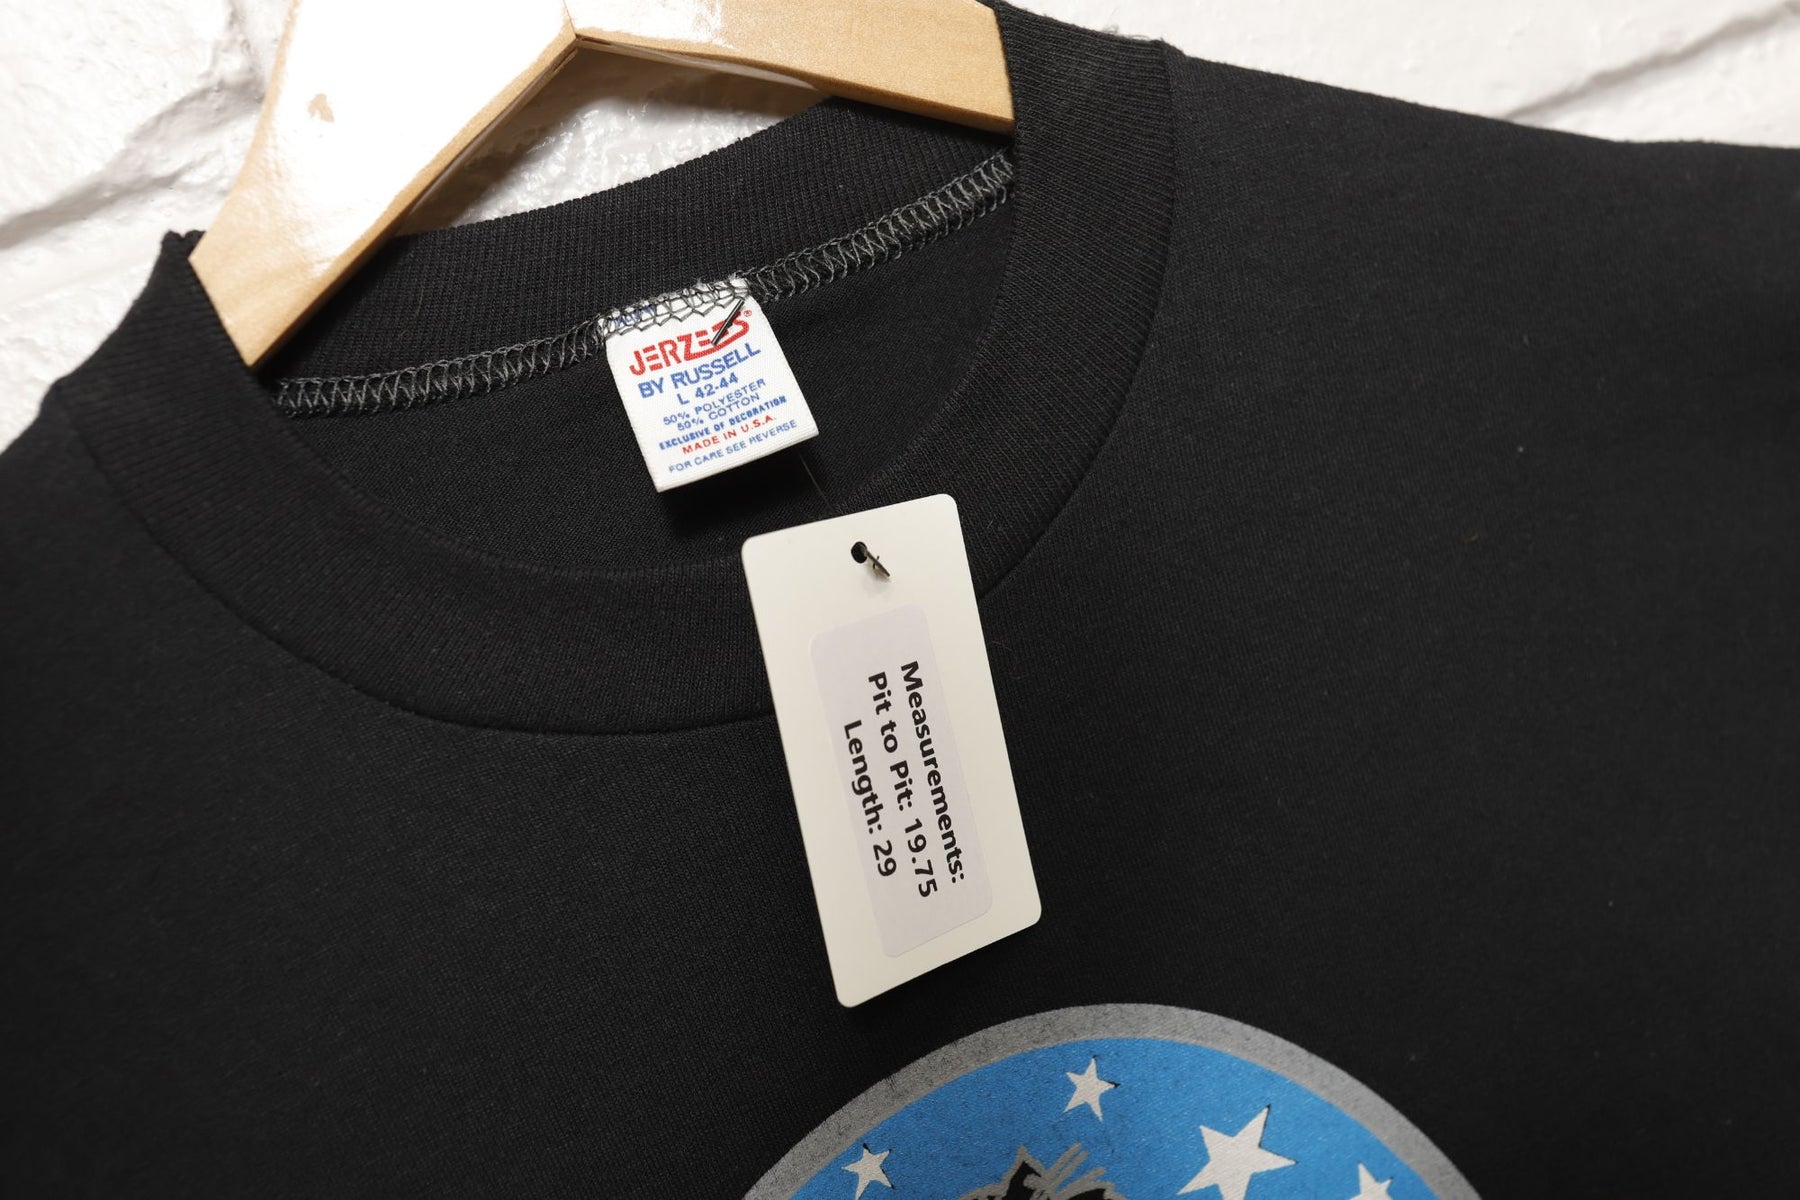 JERZEES®
BY RUSSELL
L 42-44
50% POLYESTER
50% COTTON
EXCLUSIVE OF DECORATION
MADE IN U.S.A.
FOR CARE SEE REVERSE
Measurements:
Pit to Pit: 19.75
Length: 29